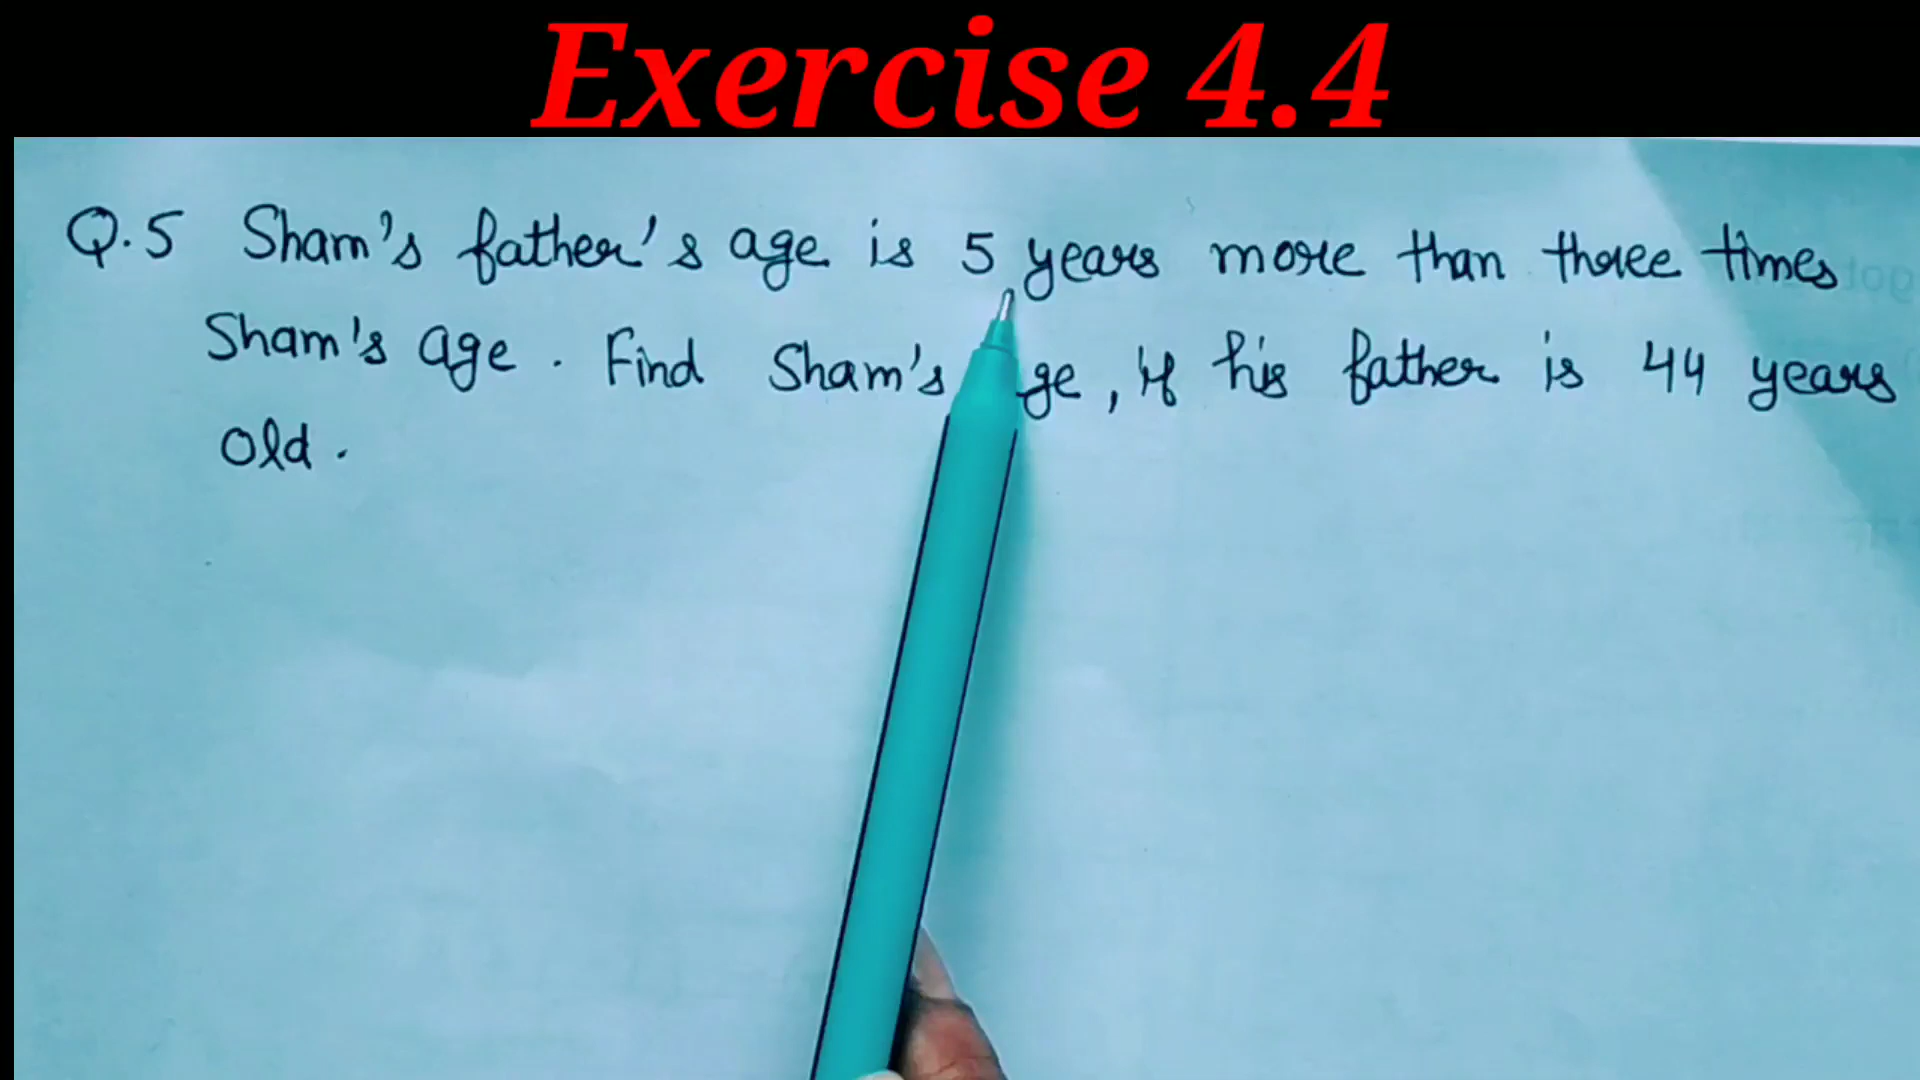 Exercise 4.4
Q.5 Sham's father's age is 5 years more than three times
Sham's age. Find Sham's ge, if his father is 44 years
old.